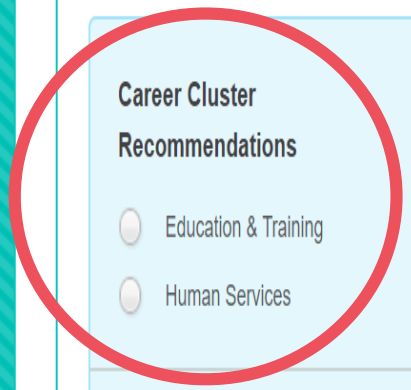 Career Cluster
Recommendations
Education & Training
Human Services